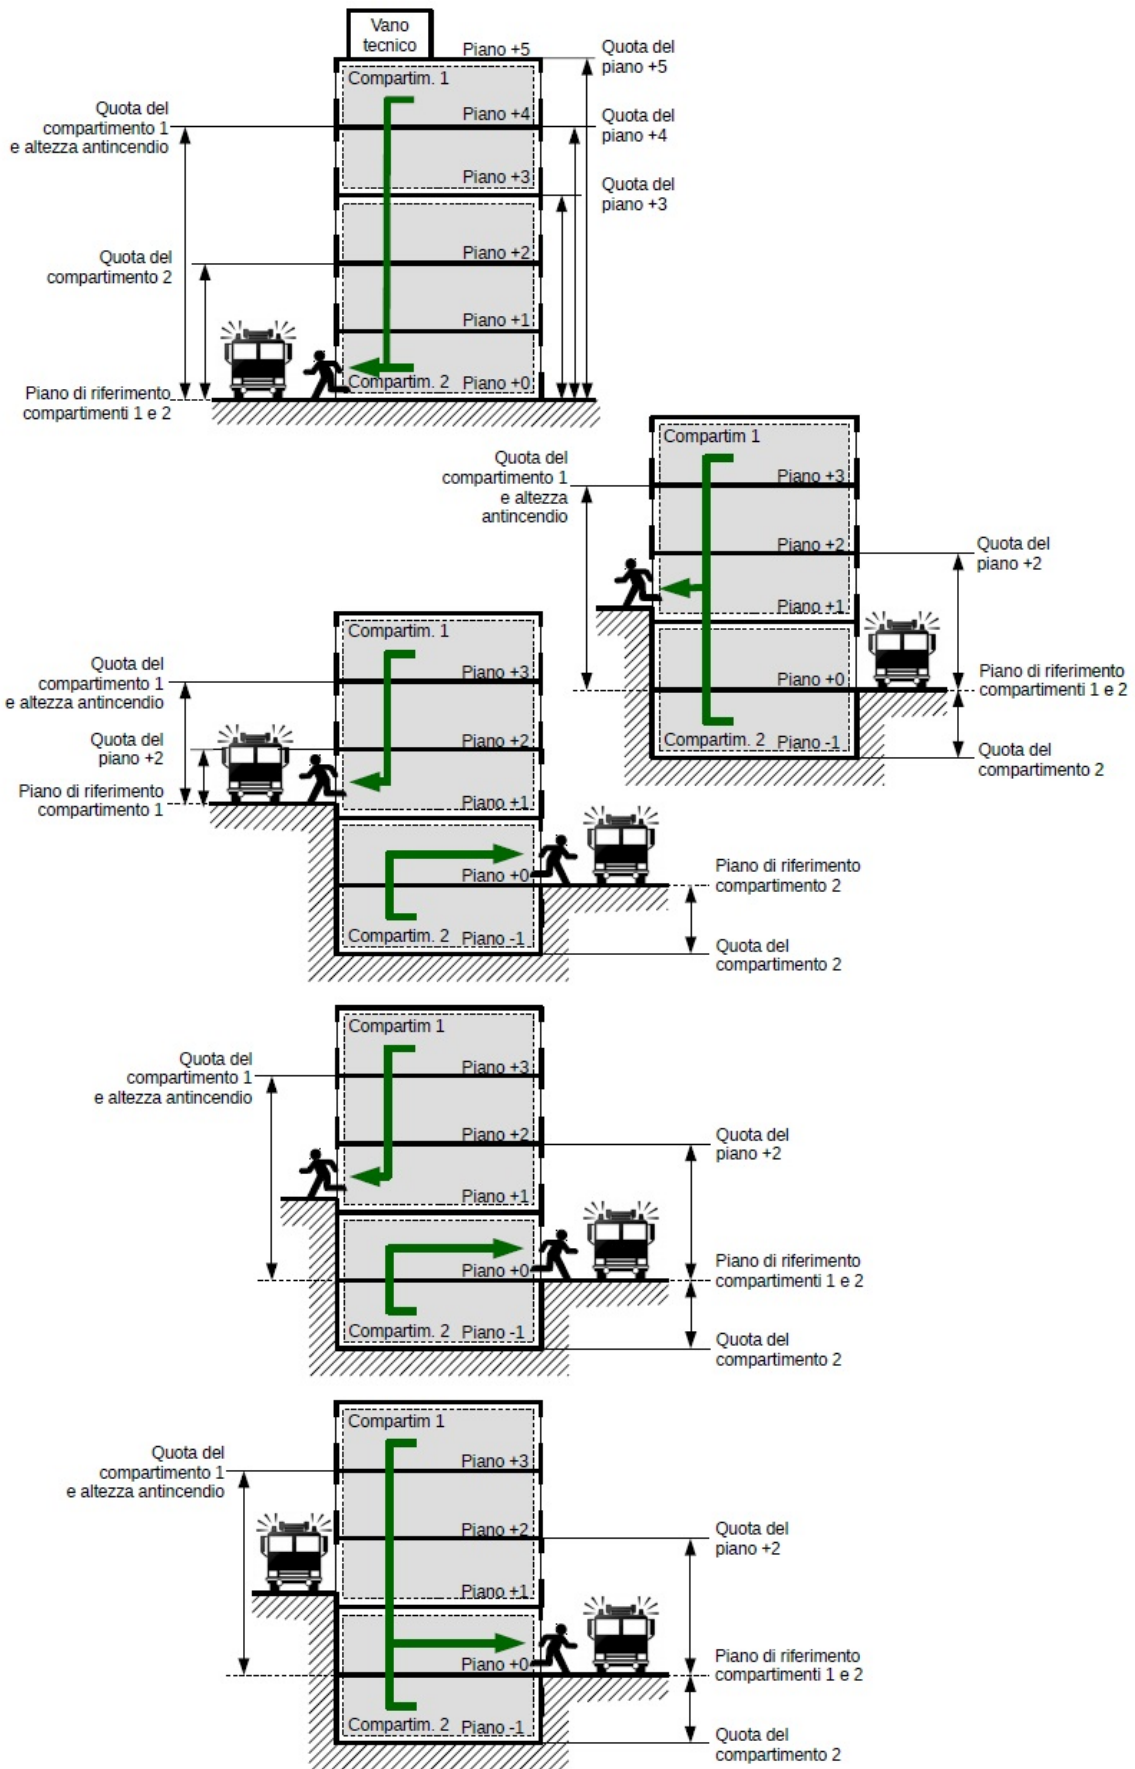 Vano
tecnico
Piano +5
Quota del
piano +5
Compartim. 1
Quota del
compartimento 1
e altezza antincendio
Piano +4
Quota del
piano +4
Piano +3
Quota del
piano +3
Quota del
compartimento 2
Piano +2
Piano +1
Piano di riferimento
compartimenti 1 e 2
Compartim. 2
Piano +0
Compartim 1
Quota del
compartimento 1
e altezza
antincendio
Piano +3
Piano +2
Quota del
piano +2
Piano +1
Piano +0
Piano di riferimento
compartimenti 1 e 2
Compartim. 2
Piano -1
Quota del
compartimento 2
Compartim. 1
Quota del
compartimento 1
e altezza antincendio
Piano +3
Quota del
piano +2
Piano +2
Piano di riferimento
compartimento 1
Piano +1
Piano +0
Piano di riferimento
compartimento 2
Compartim. 2
Piano -1
Quota del
compartimento 2
Compartim 1
Quota del
compartimento 1
e altezza antincendio
Piano +3
Piano +2
Quota del
piano +2
Piano +1
Piano +0
Piano di riferimento
compartimenti 1 e 2
Compartim. 2
Piano -1
Quota del
compartimento 2
Compartim 1
Quota del
compartimento 1
e altezza antincendio
Piano +3
Piano +2
Quota del
piano +2
Piano +1
Piano +0
Piano di riferimento
compartimenti 1 e 2
Compartim. 2
Piano -1
Quota del
compartimento 2